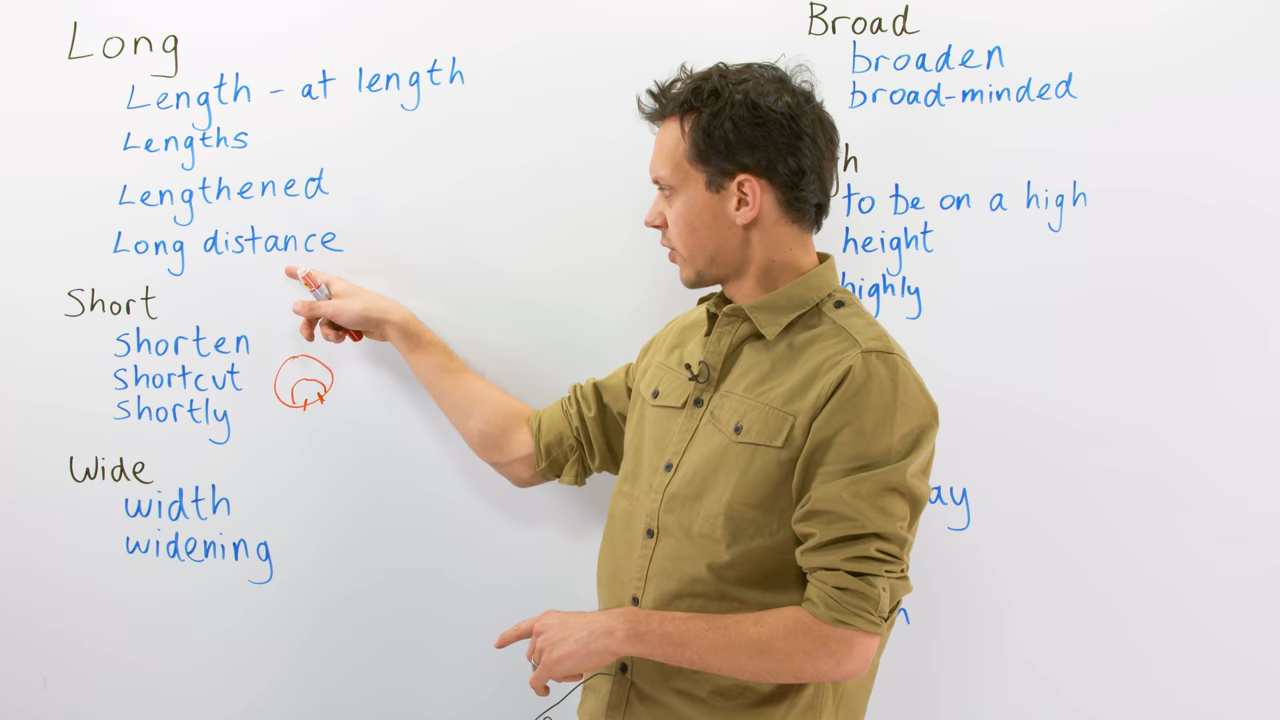 Long
Length - at length
Lengths
Lengthened
Long distance
Short
shorten
shortcut
shortly
Wide
width
widening
Broad
broaden
broad-minded
to be on a high
height
highly